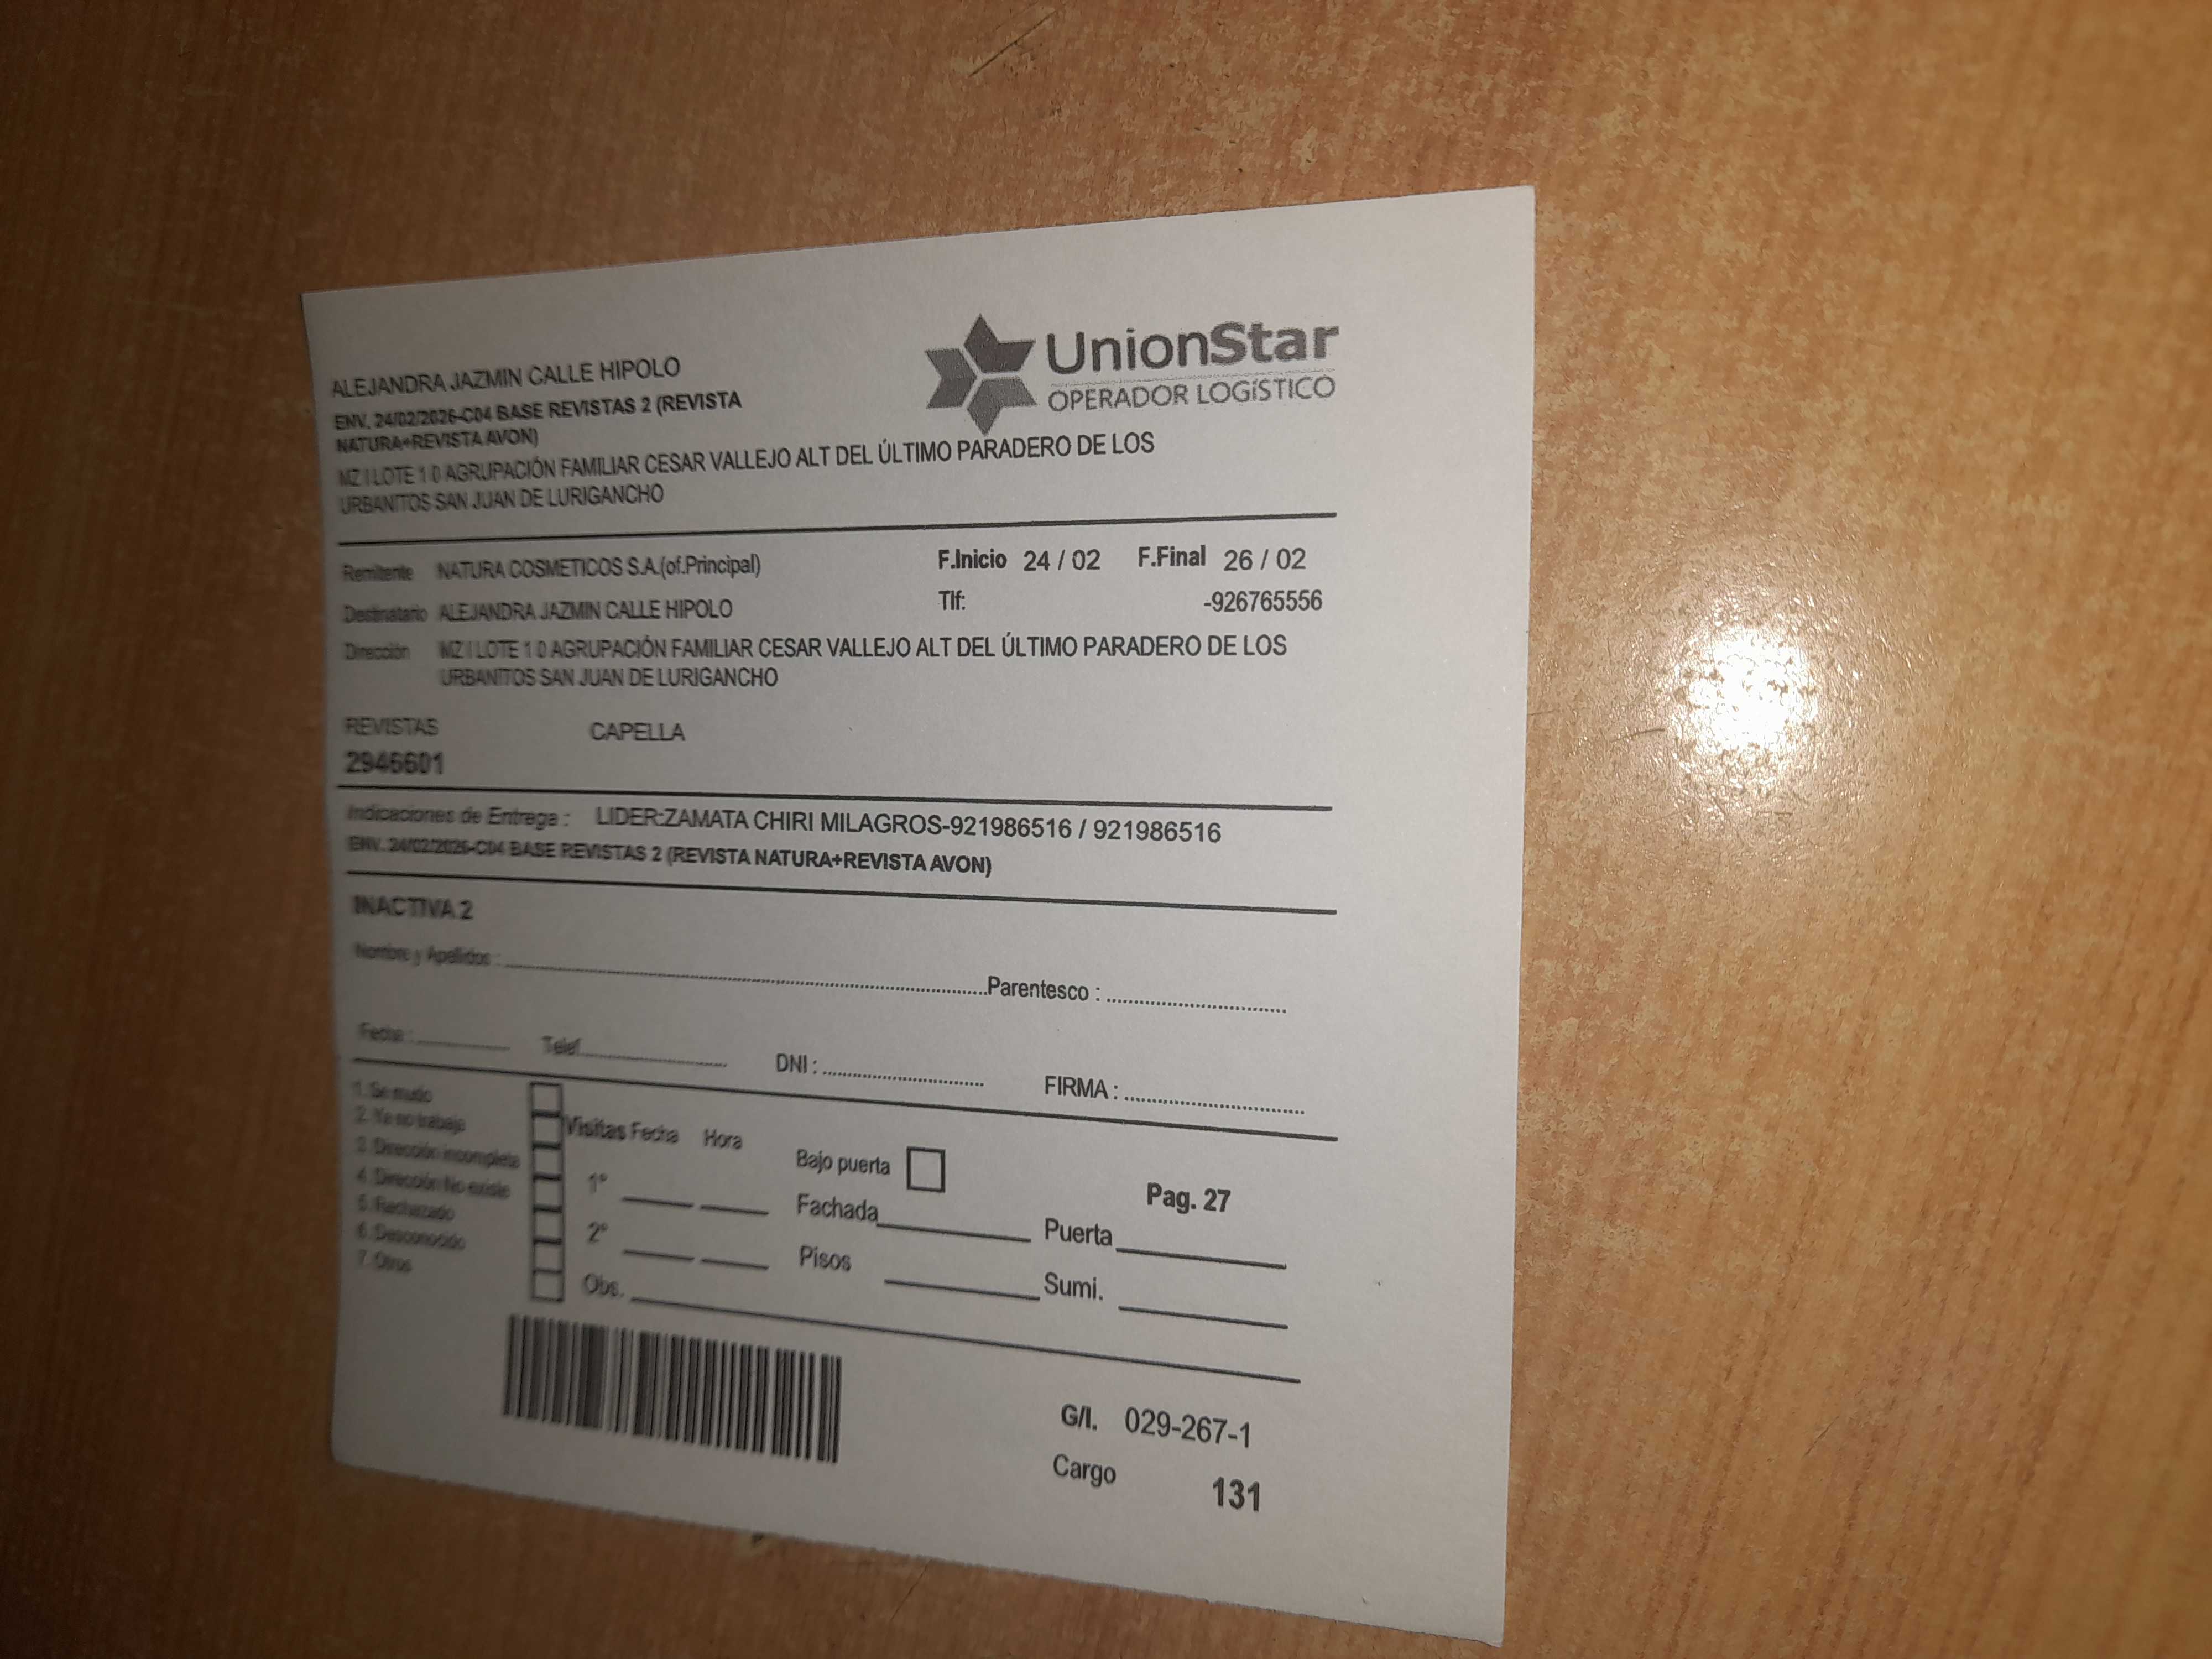 UnionStar
OPERADOR LOGÍSTICO
ALEJANDRA JAZMIN CALLE HIPOLO
ENV. 24/02/2026-C04 BASE REVISTAS 2 (REVISTA
NATURA+REVISTA AVON)
MZ I LOTE 1 0 AGRUPACIÓN FAMILIAR CESAR VALLEJO ALT DEL ÚLTIMO PARADERO DE LOS
URBANITOS SAN JUAN DE LURIGANCHO
Remitente NATURA COSMETICOS S.A.(of.Principal) F.Inicio 24 / 02 F.Final 26 / 02
Destinatario ALEJANDRA JAZMIN CALLE HIPOLO Tlf: -926765556
Dirección MZ I LOTE 1 0 AGRUPACIÓN FAMILIAR CESAR VALLEJO ALT DEL ÚLTIMO PARADERO DE LOS
URBANITOS SAN JUAN DE LURIGANCHO
REVISTAS CAPELLA
2946601
Indicaciones de Entrega : LIDER:ZAMATA CHIRI MILAGROS-921986516 / 921986516
ENV. 24/02/2026-C04 BASE REVISTAS 2 (REVISTA NATURA+REVISTA AVON)
INACTIVA 2
Nombre y Apellidos : Parentesco :
Fecha : Telef. DNI : FIRMA :
1. Se mudo
2. Ya no trabaja
3. Dirección incompleta
4. Dirección No existe
5. Rechazado
6. Desconocido
7. Otros
Visitas Fecha Hora
1°
2°
Obs.
Bajo puerta
Fachada
Pisos
Pag. 27
Puerta
Sumi.
G/I. 029-267-1
Cargo 131